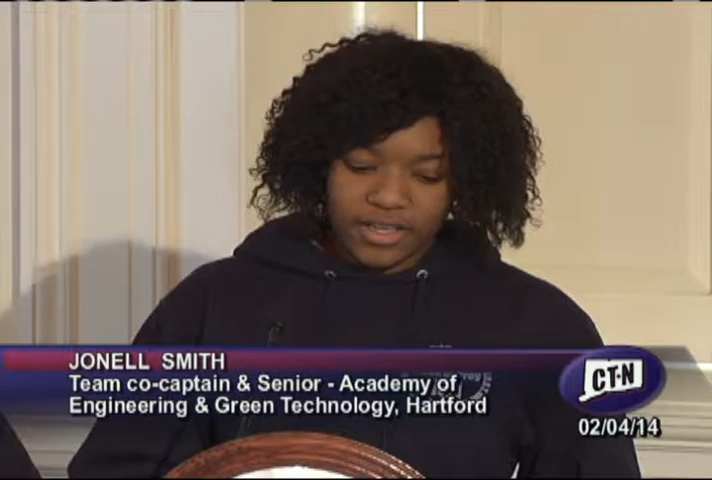 JONELL SMITH
Team co-captain & Senior - Academy of
Engineering & Green Technology, Hartford
CT-N
02/04/14